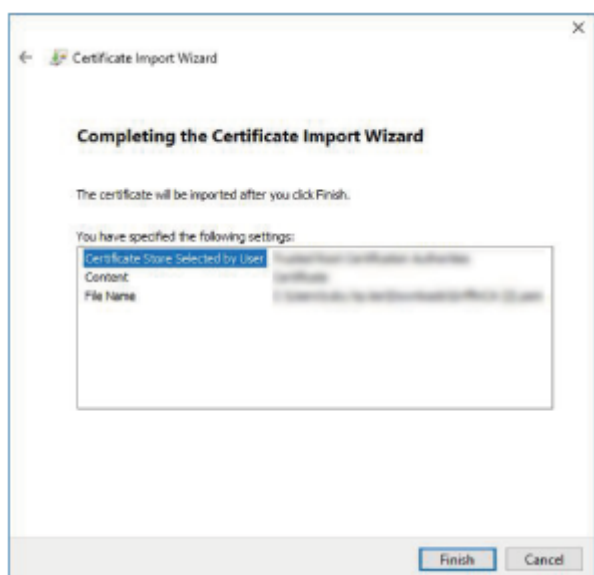 Certificate Import Wizard
Completing the Certificate Import Wizard
The certificate will be imported after you click Finish.
You have specified the following settings:
Certificate Store Selected by User
Content
File Name
Finish Cancel